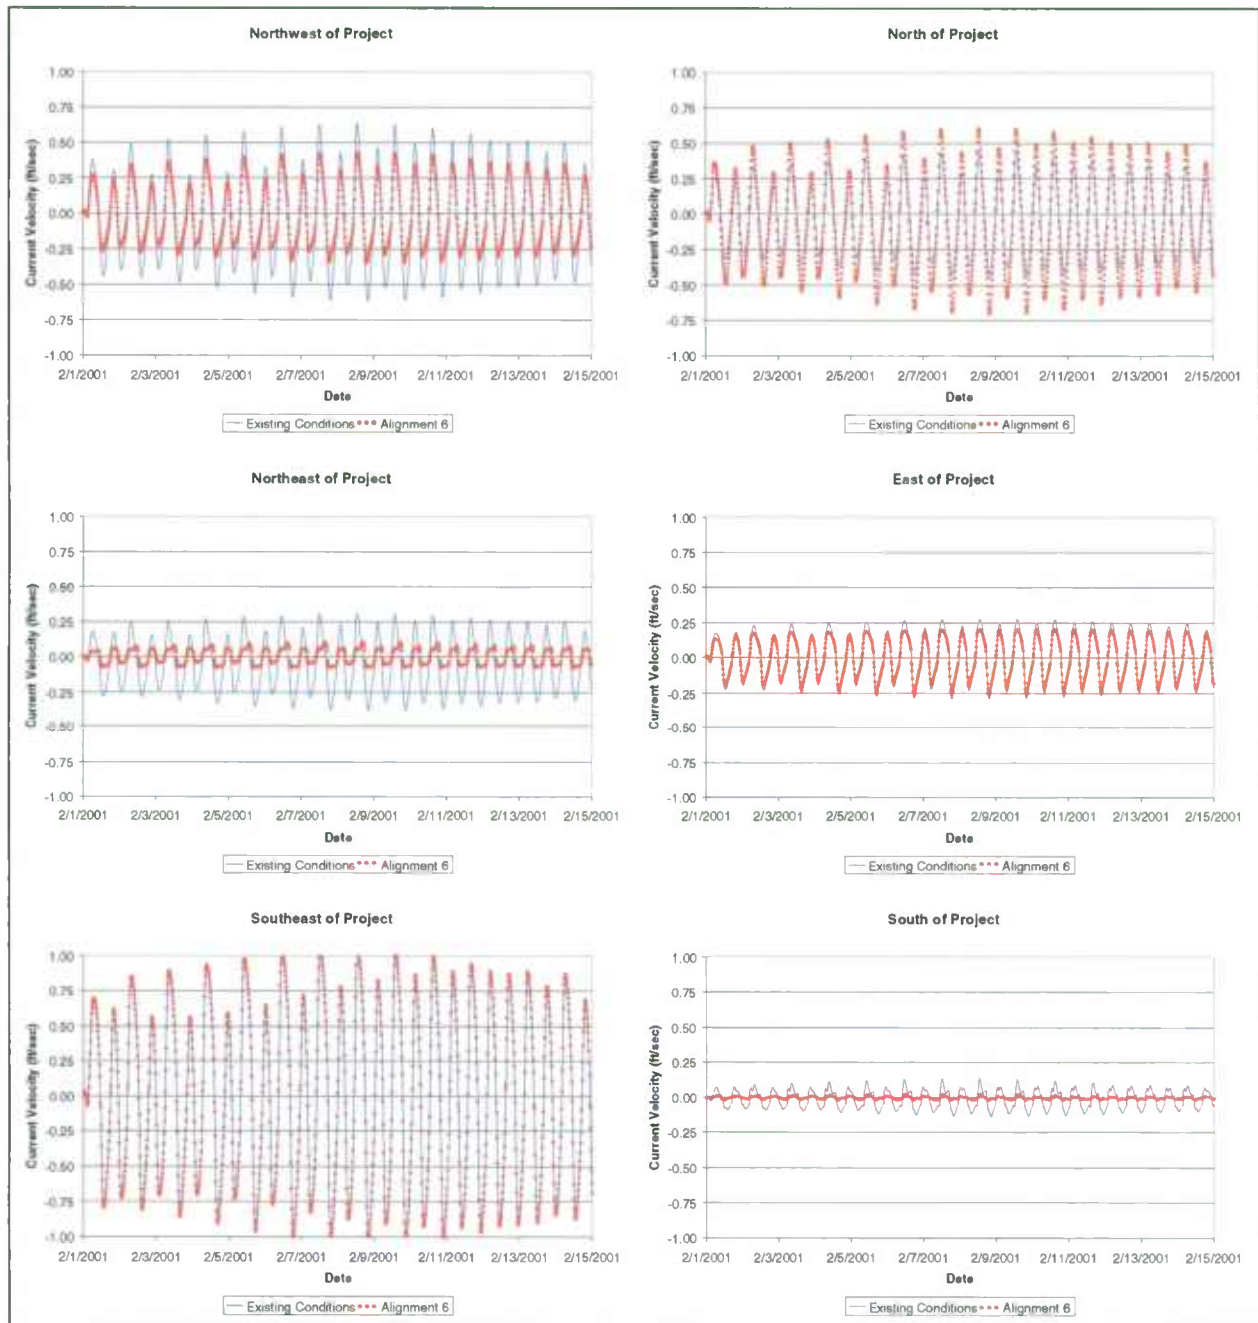 Northwest of Project
Current Velocity (ft/sec)
1.00
0.75
0.50
0.25
0.00
-0.25
-0.50
-0.75
-1.00
2/1/2001 2/3/2001 2/5/2001 2/7/2001 2/9/2001 2/11/2001 2/13/2001 2/15/2001
Date
Existing Conditions Alignment 6
North of Project
Current Velocity (ft/sec)
1.00
0.75
0.50
0.25
0.00
-0.25
-0.50
-0.75
-1.00
2/1/2001 2/3/2001 2/5/2001 2/7/2001 2/9/2001 2/11/2001 2/13/2001 2/15/2001
Date
Existing Conditions Alignment 6
Northeast of Project
Current Velocity (ft/sec)
1.00
0.75
0.50
0.25
0.00
-0.25
-0.50
-0.75
-1.00
2/1/2001 2/3/2001 2/5/2001 2/7/2001 2/9/2001 2/11/2001 2/13/2001 2/15/2001
Date
Existing Conditions Alignment 6
East of Project
Current Velocity (ft/sec)
1.00
0.75
0.50
0.25
0.00
-0.25
-0.50
-0.75
-1.00
2/1/2001 2/3/2001 2/5/2001 2/7/2001 2/9/2001 2/11/2001 2/13/2001 2/15/2001
Date
Existing Conditions Alignment 6
Southeast of Project
Current Velocity (ft/sec)
1.00
0.75
0.50
0.25
0.00
-0.25
-0.50
-0.75
-1.00
2/1/2001 2/3/2001 2/5/2001 2/7/2001 2/9/2001 2/11/2001 2/13/2001 2/15/2001
Date
Existing Conditions Alignment 6
South of Project
Current Velocity (ft/sec)
1.00
0.75
0.50
0.25
0.00
-0.25
-0.50
-0.75
-1.00
2/1/2001 2/3/2001 2/5/2001 2/7/2001 2/9/2001 2/11/2001 2/13/2001 2/15/2001
Date
Existing Conditions Alignment 6